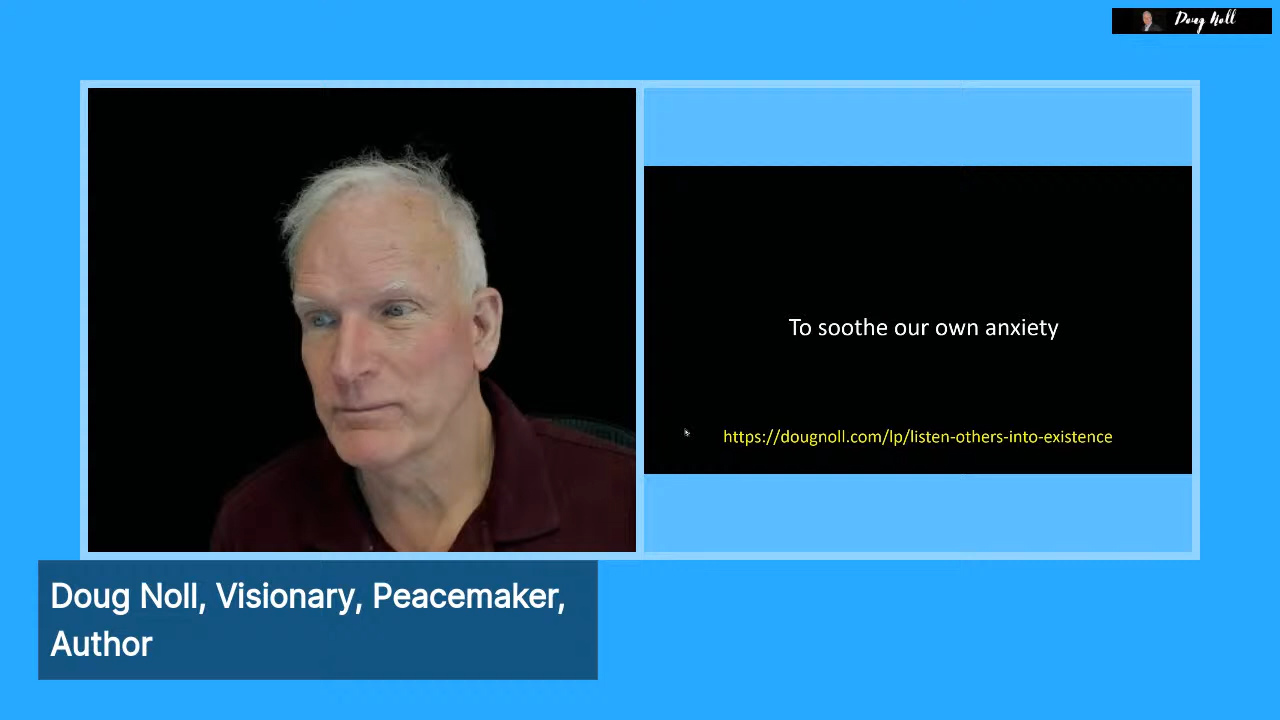 Doug Noll
To soothe our own anxiety
https://dougnoll.com/lp/listen-others-into-existence
Doug Noll, Visionary, Peacemaker,
Author